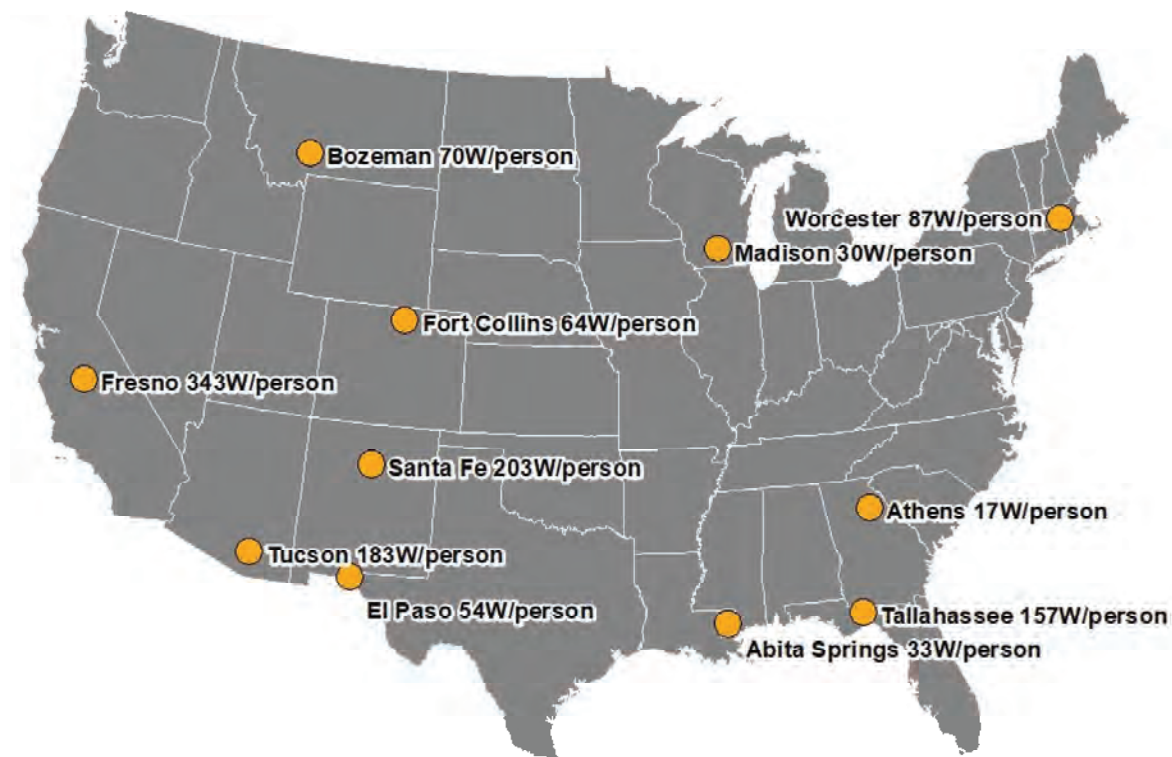 Bozeman 70W/person
Worcester 87W/person
Madison 30W/person
Fort Collins 64W/person
Fresno 343W/person
Santa Fe 203W/person
Athens 17W/person
Tucson 183W/person
El Paso 54W/person
Tallahassee 157W/person
Abita Springs 33W/person